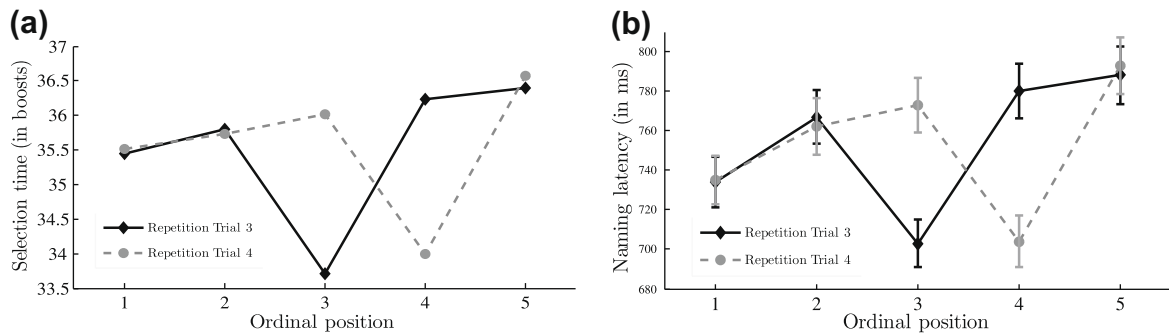 (a)
Selection time (in boosts)
37
36.5
36
35.5
35
34.5
34
33.5
Repetition Trial 3
Repetition Trial 4
1 2 3 4 5
Ordinal position
(b)
Naming latency (in ms)
800
780
760
740
720
700
680
Repetition Trial 3
Repetition Trial 4
1 2 3 4 5
Ordinal position